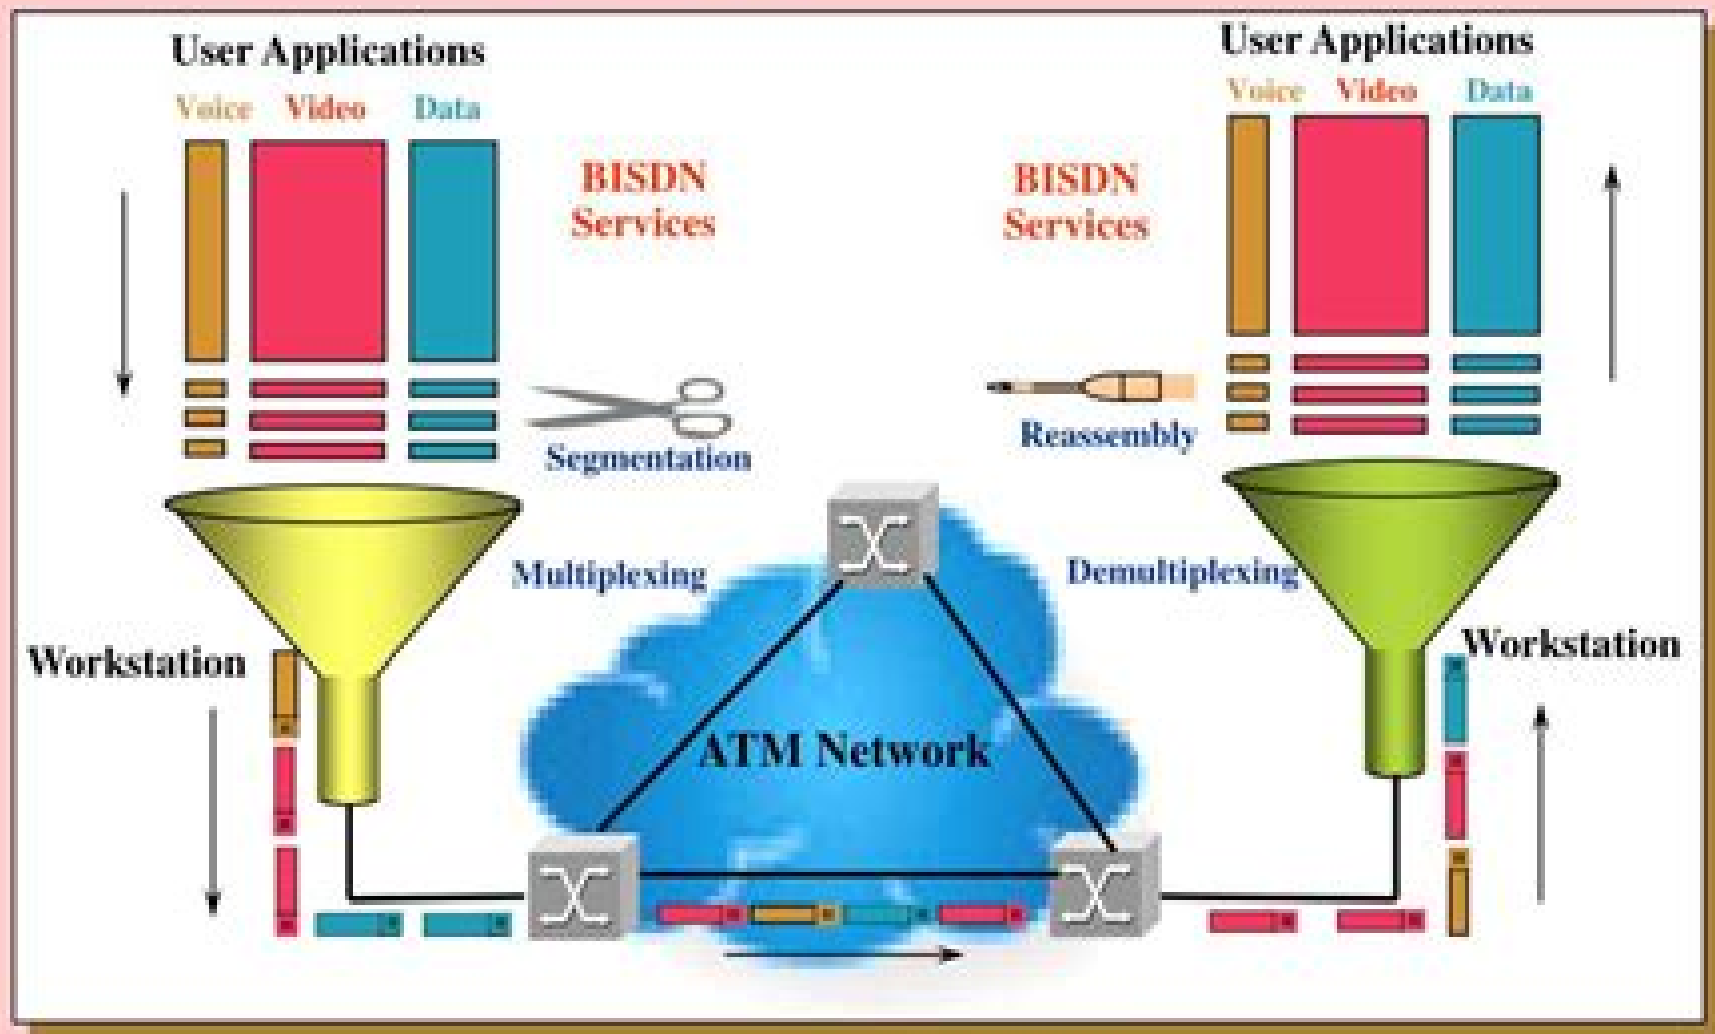 User Applications
Voice Video Data
BISDN
Services
Segmentation
Multiplexing
Workstation
User Applications
Voice Video Data
BISDN
Services
Reassembly
Demultiplexing
Workstation
ATM Network